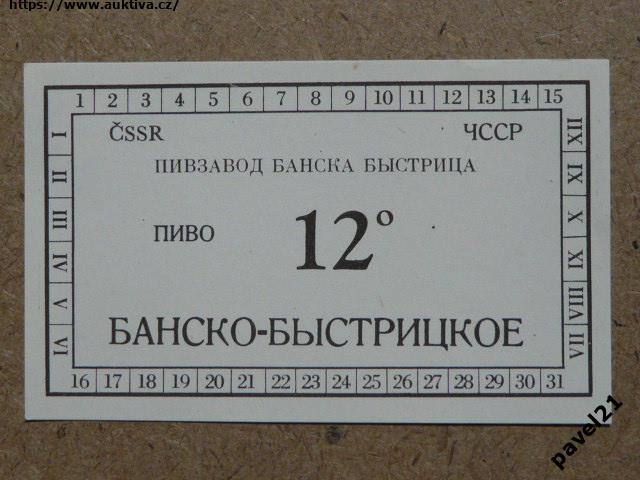 https://www.auktiva.cz/
1 2 3 4 5 6 7 8 9 10 11 12 13 14 15
I II III IV V VI
ČSSR ЧССР
ПИВЗАВОД БАНСКА БЫСТРИЦА
ПИВО 12°
БАНСКО-БЫСТРИЦКОЕ
XII IX X XI VIII VII
16 17 18 19 20 21 22 23 24 25 26 27 28 29 30 31
pavel21